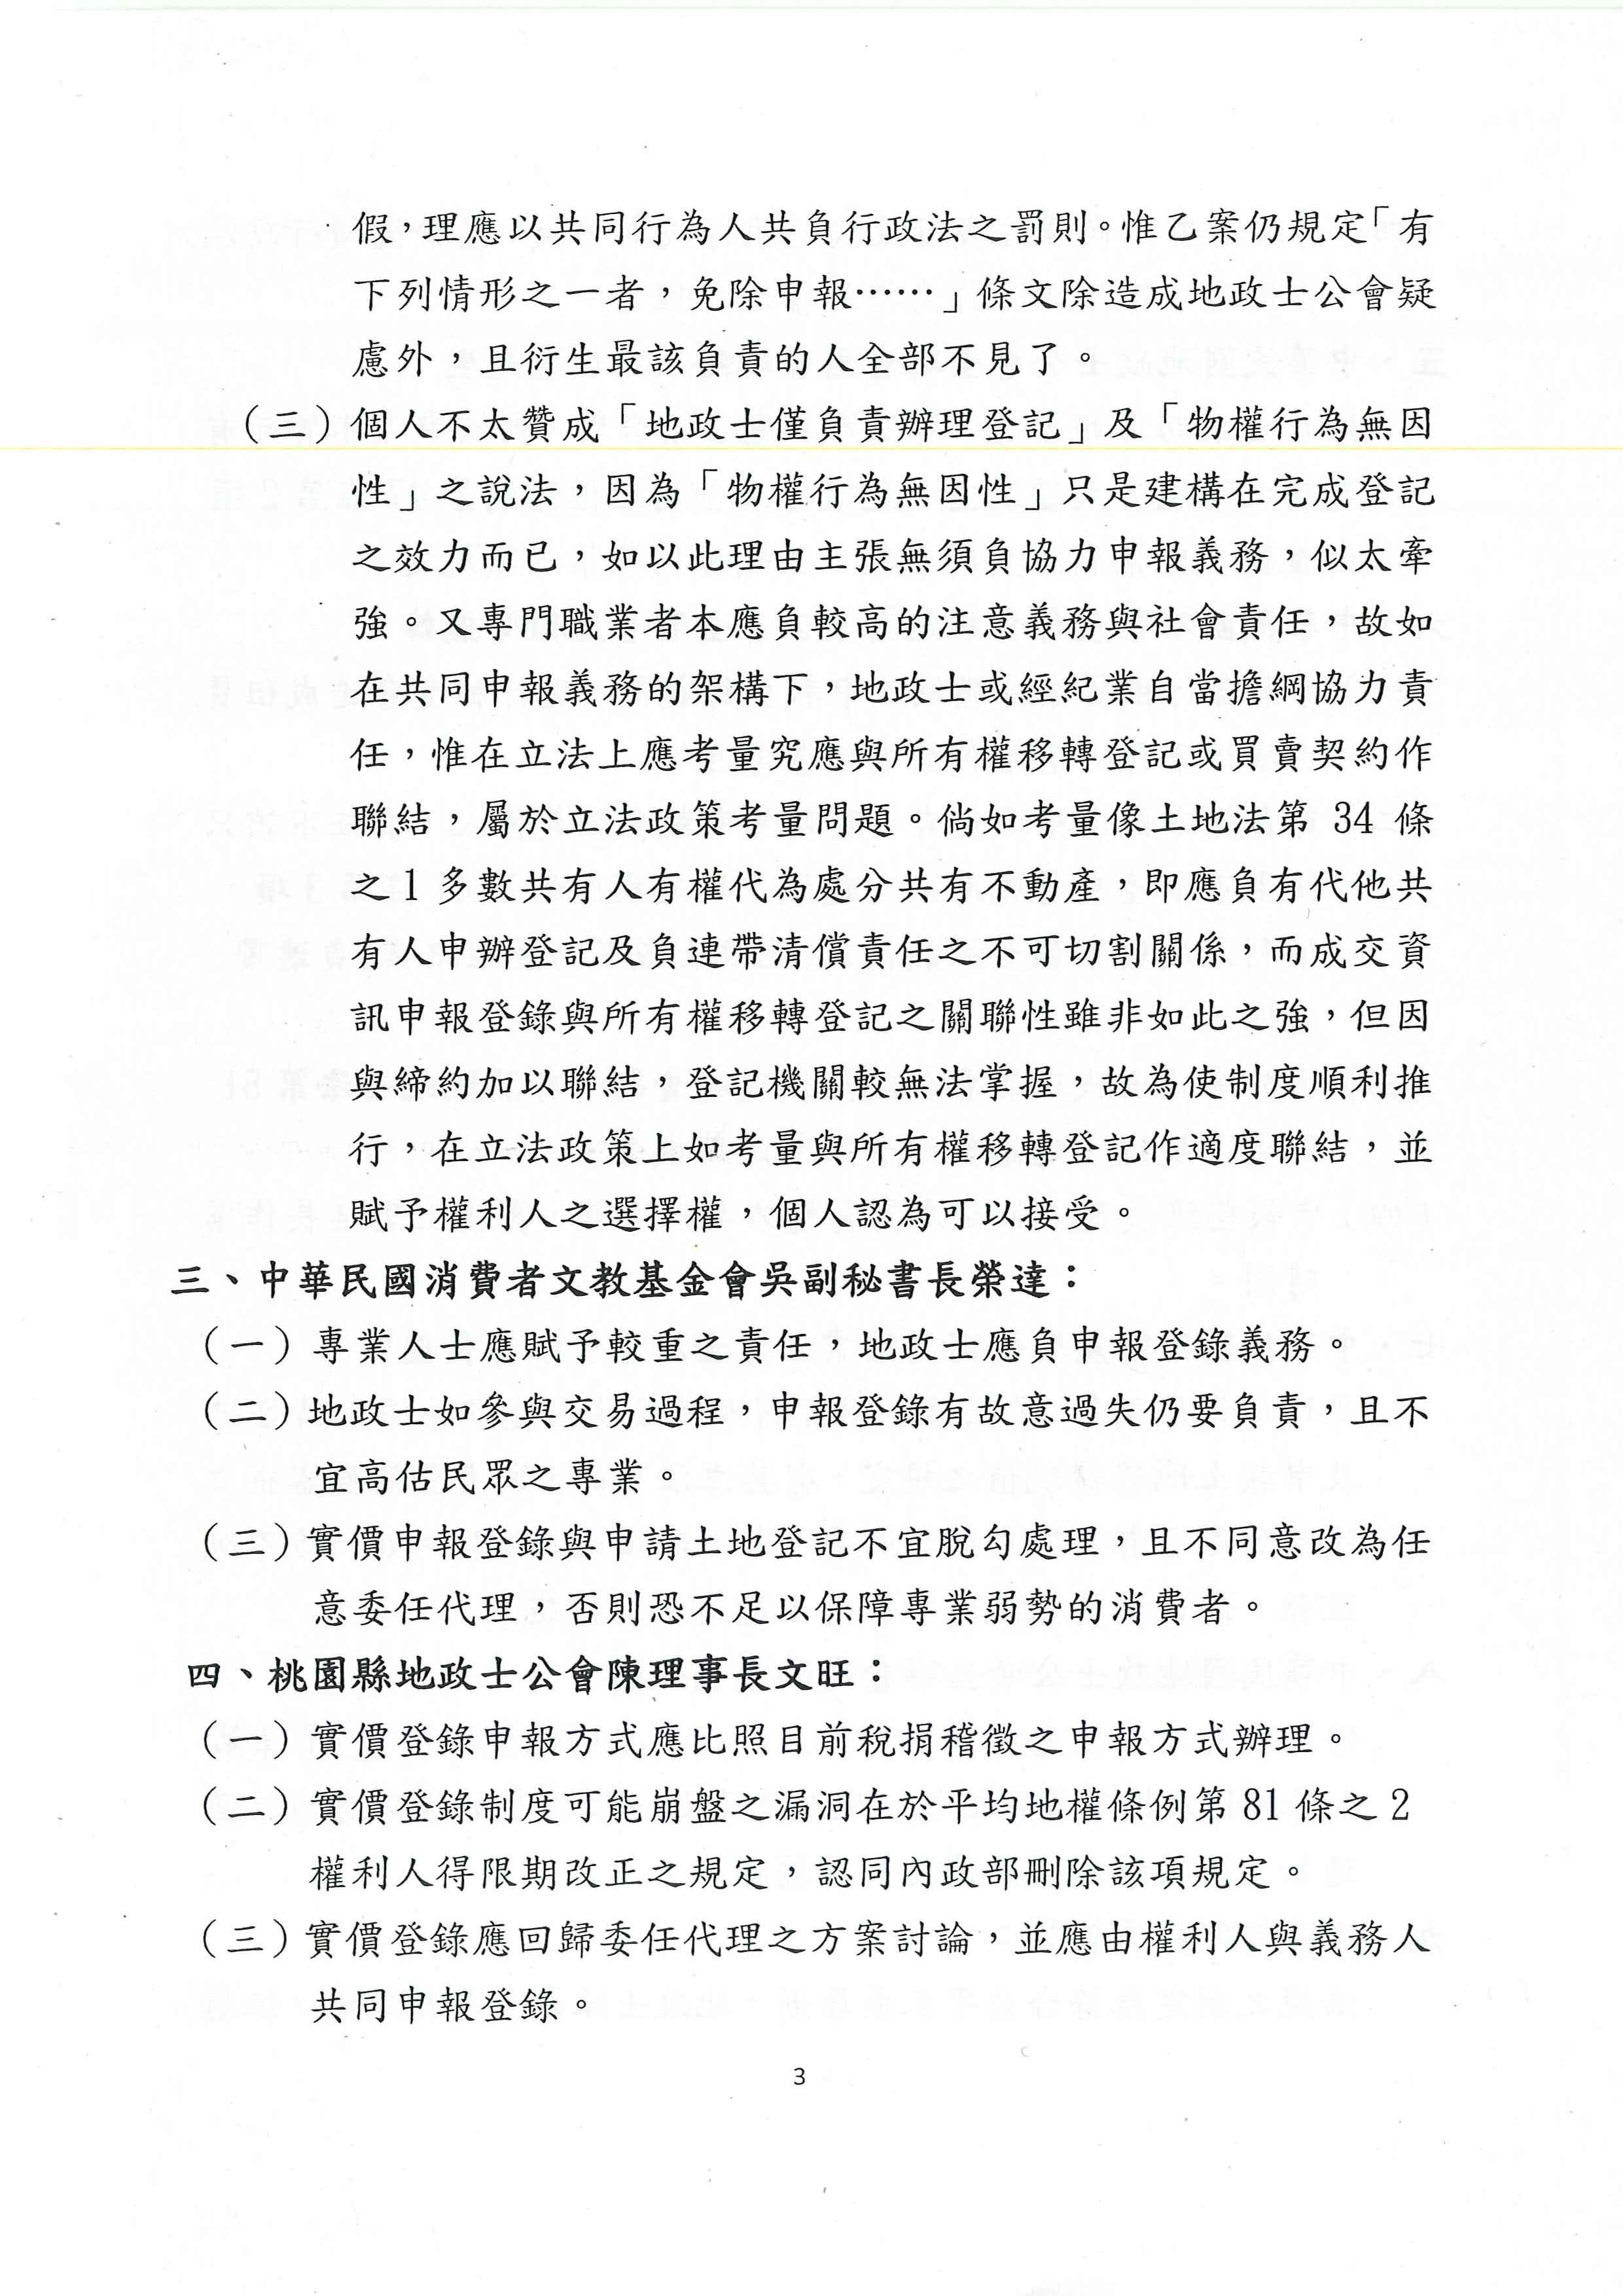 假，理應以共同行為人共負行政法之罰則。惟乙案仍規定「有
下列情形之一者，免除申報……」條文除造成地政士公會疑
慮外，且衍生最該負責的人全部不見了。
（三）個人不太贊成「地政士僅負責辦理登記」及「物權行為無因
性」之說法，因為「物權行為無因性」只是建構在完成登記
之效力而已，如以此理由主張無須負協力申報義務，似太牽
強。又專門職業者本應負較高的注意義務與社會責任，故如
在共同申報義務的架構下，地政士或經紀業自當擔綱協力責
任，惟在立法上應考量究應與所有權移轉登記或買賣契約作
聯結，屬於立法政策考量問題。倘如考量像土地法第 34 條
之1多數共有人有權代為處分共有不動產，即應負有代他共
有人申辦登記及負連帶清償責任之不可切割關係，而成交資
訊申報登錄與所有權移轉登記之關聯性雖非如此之強，但因
與締約加以聯結，登記機關較無法掌握，故為使制度順利推
行，在立法政策上如考量與所有權移轉登記作適度聯結，並
賦予權利人之選擇權，個人認為可以接受。
三、中華民國消費者文教基金會吳副秘書長榮達：
（一）專業人士應賦予較重之責任，地政士應負申報登錄義務。
（二）地政士如參與交易過程，申報登錄有故意過失仍要負責，且不
宜高估民眾之專業。
（三）實價申報登錄與申請土地登記不宜脫勾處理，且不同意改為任
意委任代理，否則恐不足以保障專業弱勢的消費者。
四、桃園縣地政士公會陳理事長文旺：
（一）實價登錄申報方式應比照目前稅捐稽徵之申報方式辦理。
（二）實價登錄制度可能崩盤之漏洞在於平均地權條例第 81 條之 2
權利人得限期改正之規定，認同內政部刪除該項規定。
（三）實價登錄應回歸委任代理之方案討論，並應由權利人與義務人
共同申報登錄。
3